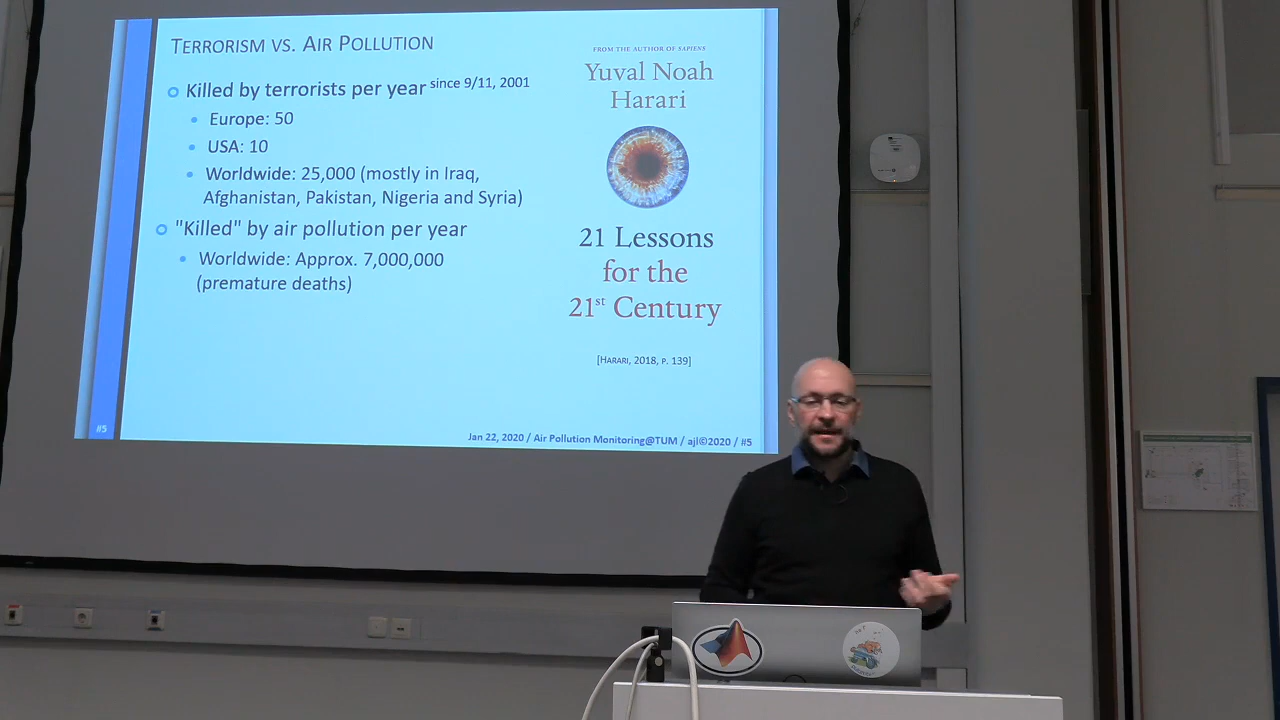 TERRORISM VS. AIR POLLUTION
Killed by terrorists per year since 9/11, 2001
Europe: 50
USA: 10
Worldwide: 25,000 (mostly in Iraq,
Afghanistan, Pakistan, Nigeria and Syria)
"Killed" by air pollution per year
Worldwide: Approx. 7,000,000
(premature deaths)
FROM THE AUTHOR OF SAPIENS
Yuval Noah
Harari
21 Lessons
for the
21st Century
[HARARI, 2018, P. 139]
#5
Jan 22, 2020 / Air Pollution Monitoring@TUM / ajl©2020 / #5